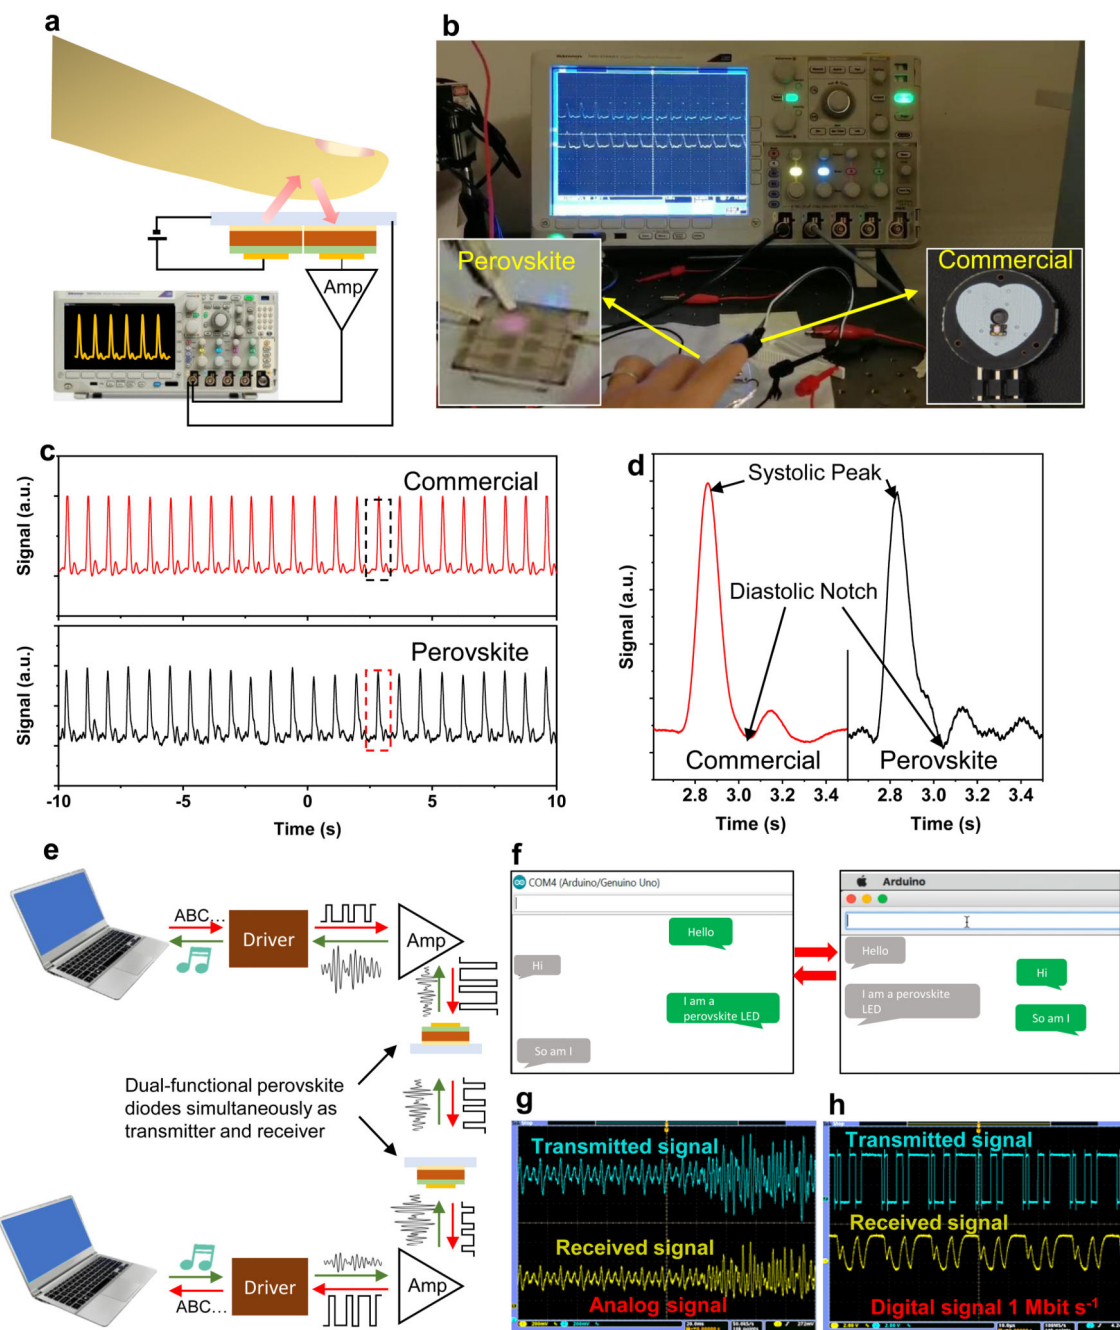 a
Amp
b
Perovskite
Commercial
c
Commercial
Signal (a.u.)
Perovskite
Signal (a.u.)
-10 -5 0 5 10
Time (s)
d
Systolic Peak
Diastolic Notch
Signal (a.u.)
Commercial
Perovskite
2.8 3.0 3.2 3.4 2.8 3.0 3.2 3.4
Time (s) Time (s)
e
ABC...
Driver
Amp
Dual-functional perovskite
diodes simultaneously as
transmitter and receiver
Driver
ABC...
Amp
f
COM4 (Arduino/Genuino Uno)
Hello
Hi
I am a
perovskite LED
So am I
Arduino
Hello
Hi
I am a perovskite
LED
So am I
g
Transmitted signal
Received signal
Analog signal
h
Transmitted signal
Received signal
Digital signal 1 Mbit s⁻¹